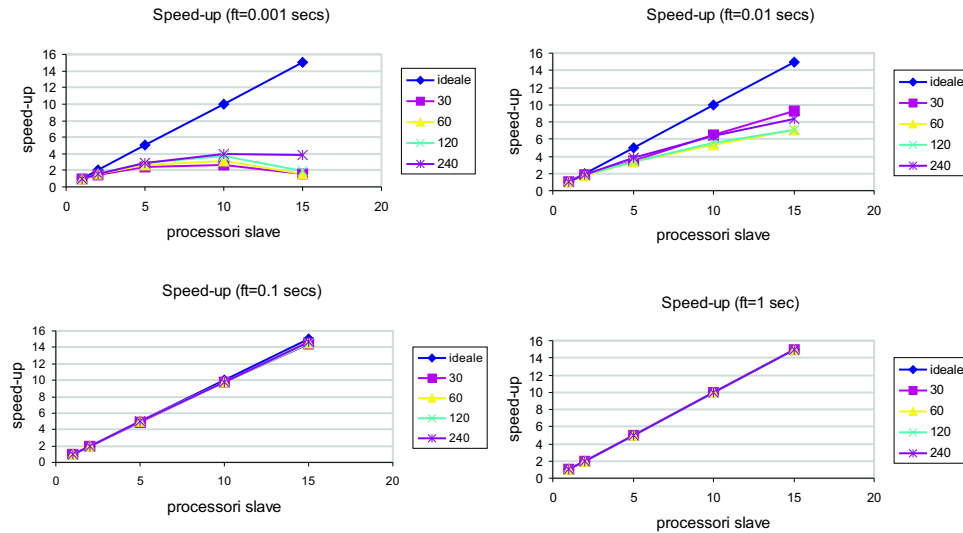 Speed-up (ft=0.001 secs)
speed-up
16
14
12
10
8
6
4
2
0
0 5 10 15 20
processori slave
ideale
30
60
120
240
Speed-up (ft=0.01 secs)
speed-up
16
14
12
10
8
6
4
2
0
0 5 10 15 20
processori slave
ideale
30
60
120
240
Speed-up (ft=0.1 secs)
speed-up
16
14
12
10
8
6
4
2
0
0 5 10 15 20
processori slave
ideale
30
60
120
240
Speed-up (ft=1 sec)
speed-up
16
14
12
10
8
6
4
2
0
0 5 10 15 20
processori slave
ideale
30
60
120
240